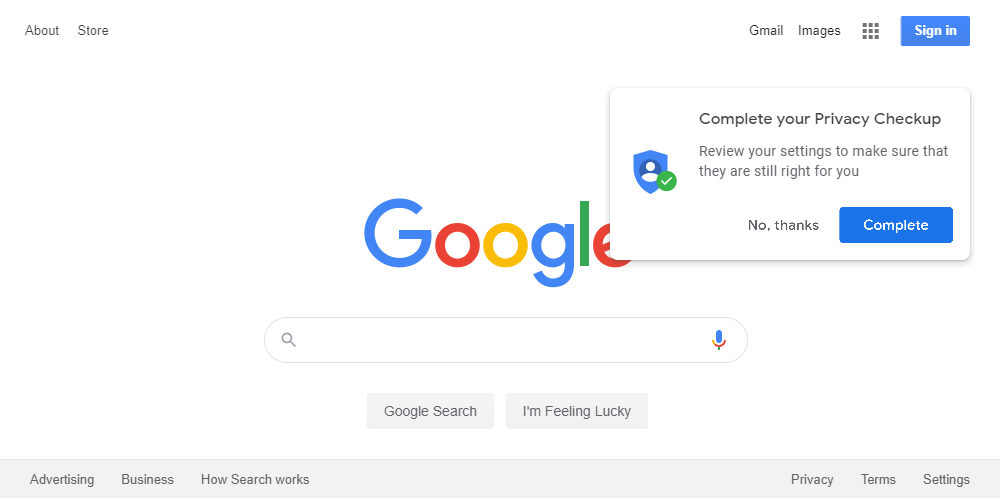 About Store
Gmail Images Sign in
Complete your Privacy Checkup
Review your settings to make sure that
they are still right for you
No, thanks Complete
Google
Google Search I'm Feeling Lucky
Advertising Business How Search works
Privacy Terms Settings